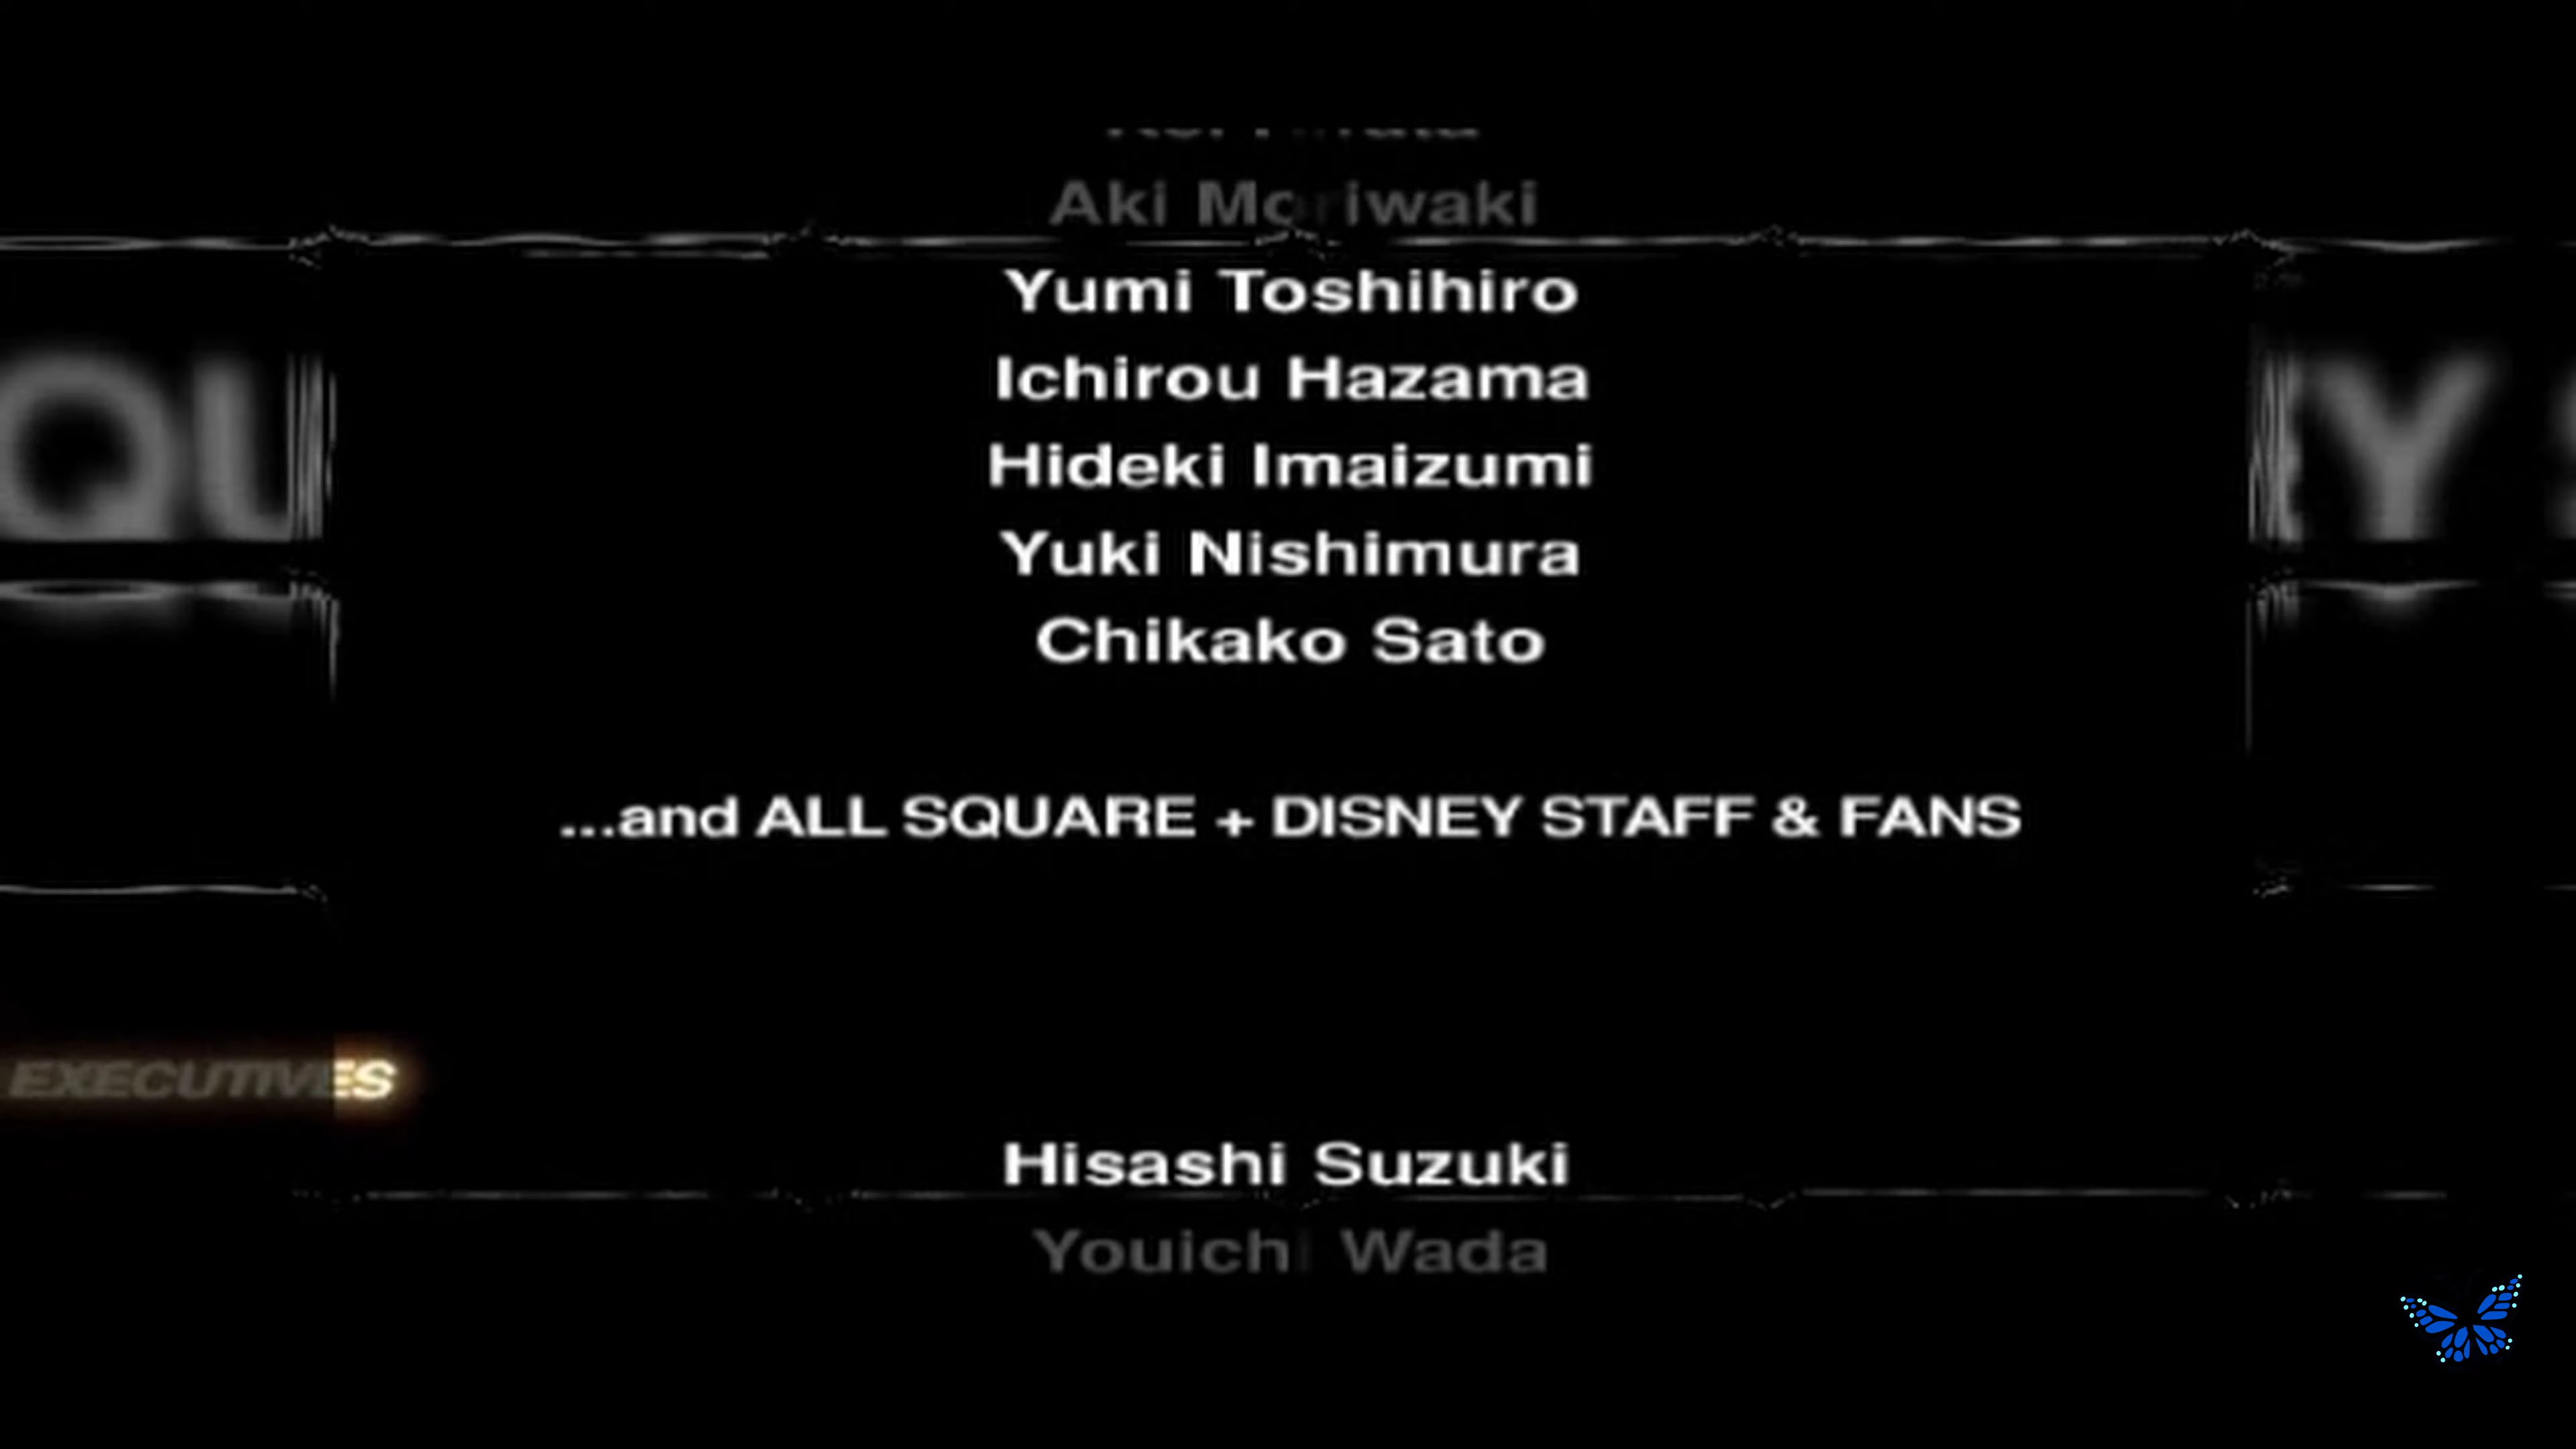 Aki Moriwaki
Yumi Toshihiro
Ichirou Hazama
Hideki Imaizumi
Yuki Nishimura
Chikako Sato
...and ALL SQUARE + DISNEY STAFF & FANS
EXECUTIVES
Hisashi Suzuki
Youichi Wada